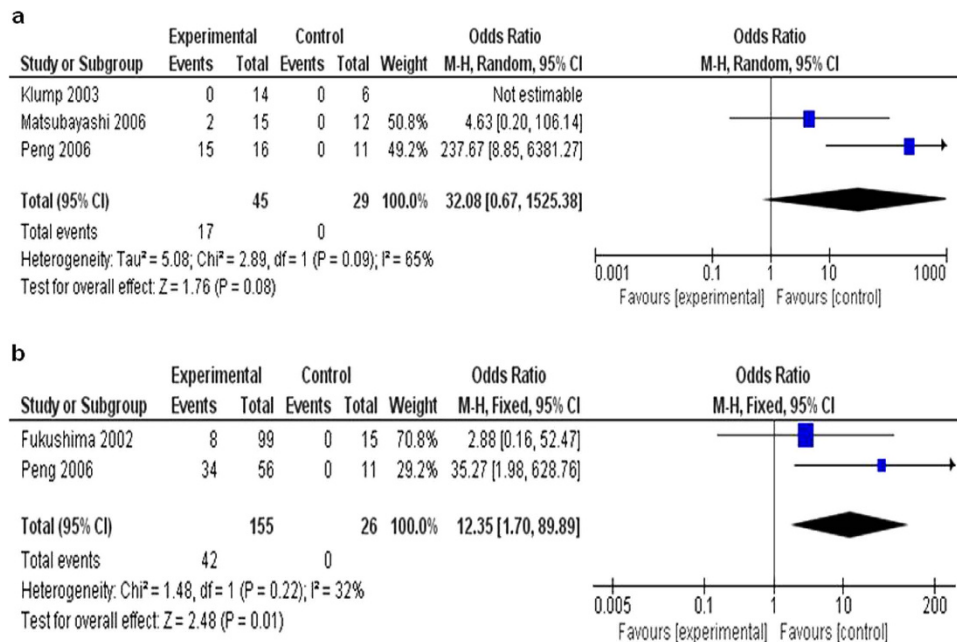 a
Experimental Control Odds Ratio Odds Ratio
Study or Subgroup Events Total Events Total Weight M-H, Random, 95% CI M-H, Random, 95% CI
Klump 2003 0 14 0 6 Not estimable
Matsubayashi 2006 2 15 0 12 50.8% 4.63 [0.20, 106.14]
Peng 2006 15 16 0 11 49.2% 237.67 [8.85, 6381.27]
Total (95% CI) 45 29 100.0% 32.08 [0.67, 1525.38]
Total events 17 0
Heterogeneity: Tau² = 5.08; Chi² = 2.89, df = 1 (P = 0.09); I² = 65%
Test for overall effect: Z = 1.76 (P = 0.08)
0.001 0.1 1 10 1000
Favours [experimental] Favours [control]
b
Experimental Control Odds Ratio Odds Ratio
Study or Subgroup Events Total Events Total Weight M-H, Fixed, 95% CI M-H, Fixed, 95% CI
Fukushima 2002 8 99 0 15 70.8% 2.88 [0.16, 52.47]
Peng 2006 34 56 0 11 29.2% 35.27 [1.98, 628.76]
Total (95% CI) 155 26 100.0% 12.35 [1.70, 89.89]
Total events 42 0
Heterogeneity: Chi² = 1.48, df = 1 (P = 0.22); I² = 32%
Test for overall effect: Z = 2.48 (P = 0.01)
0.005 0.1 1 10 200
Favours [experimental] Favours [control]